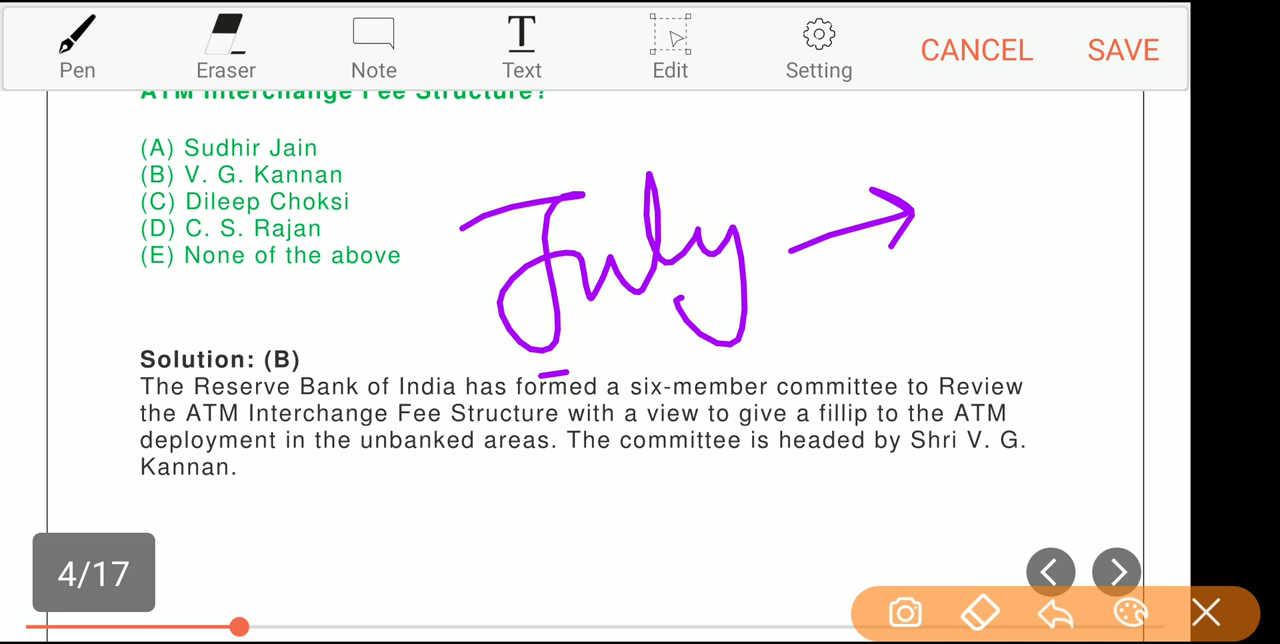 Pen Eraser Note Text Edit Setting CANCEL SAVE
ATM Interchange Fee Structure?
(A) Sudhir Jain
(B) V. G. Kannan
(C) Dileep Choksi
(D) C. S. Rajan
(E) None of the above
July
Solution: (B)
The Reserve Bank of India has formed a six-member committee to Review
the ATM Interchange Fee Structure with a view to give a fillip to the ATM
deployment in the unbanked areas. The committee is headed by Shri V. G.
Kannan.
4/17